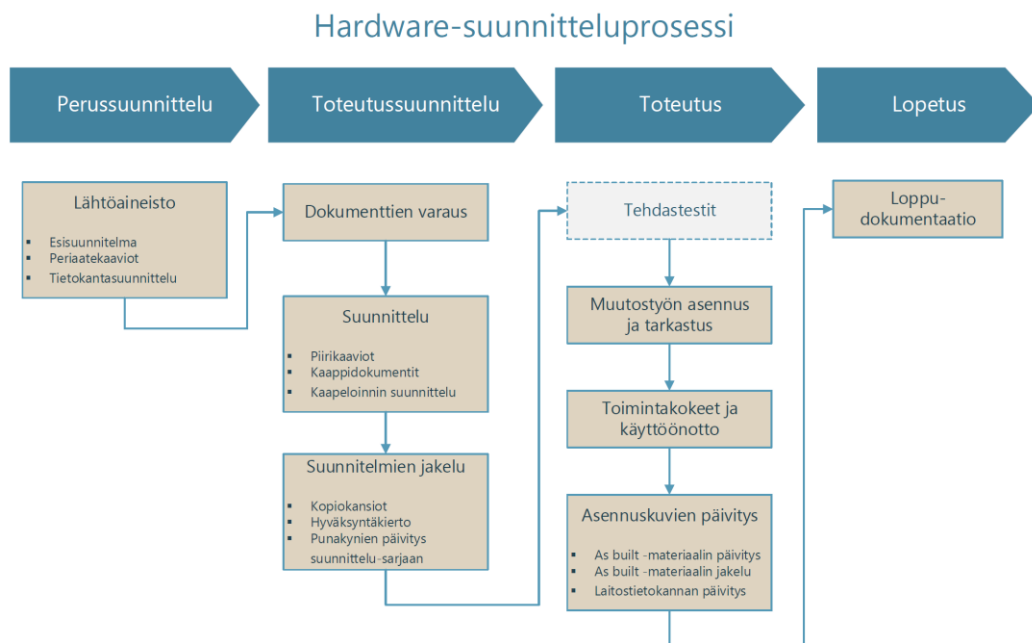 Hardware-suunnitteluprosessi
Perussuunnittelu
Toteutussuunnittelu
Toteutus
Lopetus
Lähtöaineisto
▪ Esisuunnitelma
▪ Periaatekaaviot
▪ Tietokantasuunnittelu
Dokumenttien varaus
Suunnittelu
▪ Piirikaaviot
▪ Kaappidokumentit
▪ Kaapeloinnin suunnittelu
Suunnitelmien jakelu
▪ Kopiokansiot
▪ Hyväksyntäkierto
▪ Punakynien päivitys
suunnittelu-sarjaan
Tehdastestit
Muutostyön asennus
ja tarkastus
Toimintakokeet ja
käyttöönotto
Asennuskuvien päivitys
▪ As built -materiaalin päivitys
▪ As built -materiaalin jakelu
▪ Laitostietokannan päivitys
Loppu-
dokumentaatio